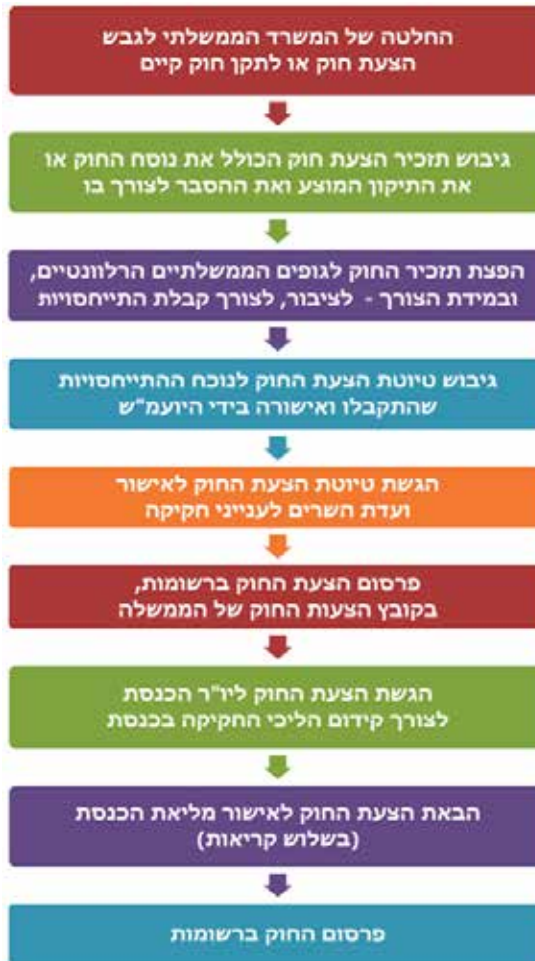 החלטה של המשרד הממשלתי לגבש
הצעת חוק או לתקן חוק קיים
גיבוש תזכיר הצעת חוק הכולל את נוסח החוק או
את התיקון המוצע ואת ההסבר לצורך בו
הפצת תזכיר החוק לגופים הממשלתיים הרלוונטיים,
ובמידת הצורך - לציבור, לצורך קבלת התייחסויות
גיבוש טיוטת הצעת החוק לנוכח ההתייחסויות
שהתקבלו ואישורה בידי היועמ"ש
הגשת טיוטת הצעת החוק לאישור
ועדת השרים לענייני חקיקה
פרסום הצעת החוק ברשומות,
בקובץ הצעות החוק של הממשלה
הגשת הצעת החוק ליו"ר הכנסת
לצורך קידום הליכי החקיקה בכנסת
הבאת הצעת החוק לאישור מליאת הכנסת
(בשלוש קריאות)
פרסום החוק ברשומות